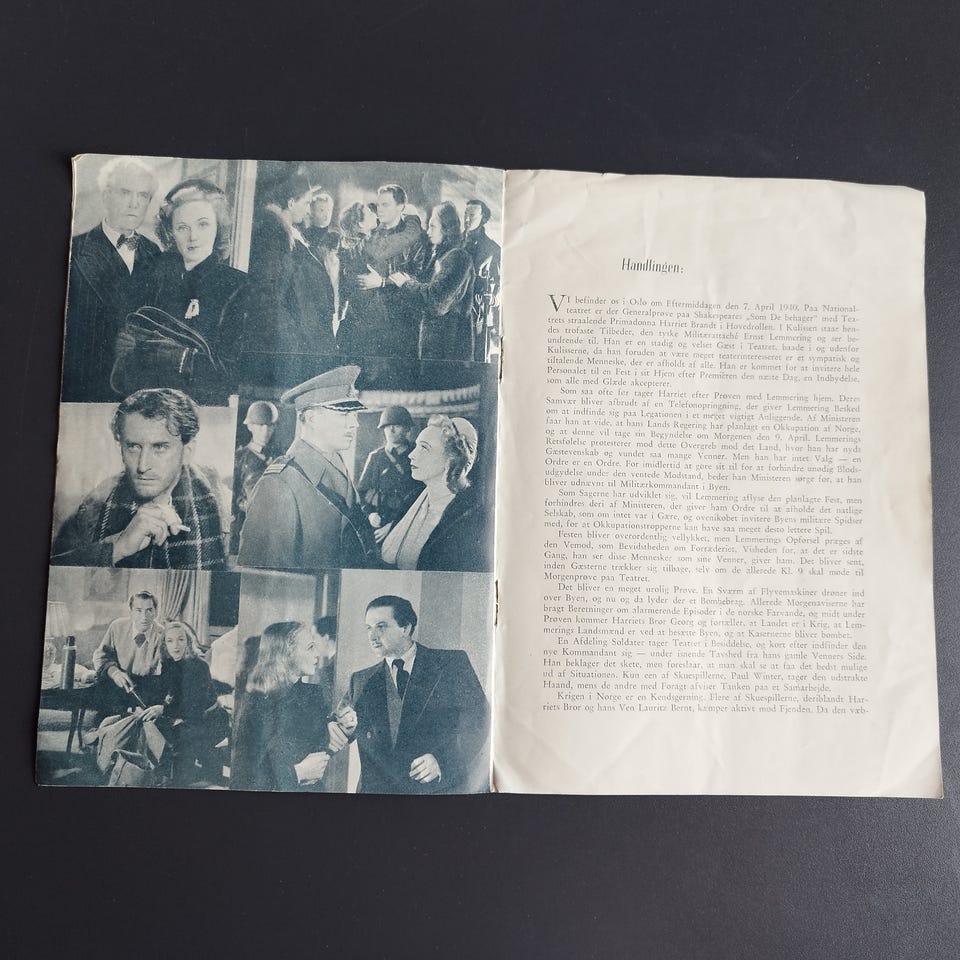 Handlingen:
VI befinder os i Oslo om Eftermiddagen den 7. April 1940. Paa National-
teatret er der Generalprøve paa Shakespeares „Som De behager" med Tea-
trets straalende Primadonna Harriet Brandt i Hovedrollen. I Kulissen staar hen-
des trofaste Tilbeder, den tyske Militærattaché Ernst Lemmering og ser be-
undrende til. Han er en stadig og velset Gæst i Teatret, baade i og udenfor
Kulisserne, da han foruden at være meget teaterinteresseret er et sympatisk og
tiltalende Menneske, der er afholdt af alle. Han er kommet for at invitere hele
Personalet til en Fest i sit Hjem efter Premièren den næste Dag, en Indbydelse,
som alle med Glæde akcepterer.
Som saa ofte før tager Harriet efter Prøven med Lemmering hjem. Deres
Samvær bliver afbrudt af en Telefonopringning, der giver Lemmering Besked
om at indfinde sig paa Legationen i et meget vigtigt Anliggende. Af Ministeren
faar han at vide, at hans Lands Regering har planlagt en Okkupation af Norge,
og at denne vil tage sin Begyndelse om Morgenen den 9. April. Lemmerings
Retsfølelse protesterer mod dette Overgreb mod det Land, hvor han har nydt
Gæstevenskab og vundet saa mange Venner. Men han har intet Valg — en
Ordre er en Ordre. For imidlertid at gøre sit til for at forhindre unødig Blods-
udgydelse under den ventede Modstand, beder han Ministeren sørge for, at han
bliver udnævnt til Militærkommandant i Byen.
Som Sagerne har udviklet sig, vil Lemmering aflyse den planlagte Fest, men
forhindres deri af Ministeren, der giver ham Ordre til at afholde det natlige
Selskab, som om intet var i Gære, og ovenikøbet invitere Byens militære Spidser
med, for at Okkupationstropperne kan have saa meget desto lettere Spil.
Festen bliver overordentlig vellykket, men Lemmerings Opførsel præges af
den Vemod, som Bevidstheden om Forræderiet, Visheden for, at det er sidste
Gang, han ser disse Mennesker som sine Venner, giver ham. Det bliver sent,
inden Gæsterne trækker sig tilbage, selv om de allerede Kl. 9 skal møde til
Morgenprøve paa Teatret.
Det bliver en meget urolig Prøve. En Sværm af Flyvemaskiner drøner ind
over Byen, og nu og da lyder der et Bombebrag. Allerede Morgenaviserne har
bragt Beretninger om alarmerende Episoder i de norske Farvande, og midt under
Prøven kommer Harriets Bror Georg og fortæller, at Landet er i Krig, at Lem-
merings Landsmænd er ved at besætte Byen, og at Kasernerne bliver bombet.
En Afdeling Soldater tager Teatret i Besiddelse, og kort efter indfinder den
nye Kommandant sig — under isnende Tavshed fra hans gamle Venners Side.
Han beklager det skete, men foreslaar, at man skal se at faa det bedst mulige
ud af Situationen. Kun een af Skuespillerne, Paul Winter, tager den udstrakte
Haand, mens de andre med Foragt afviser Tanken paa et Samarbejde.
Krigen i Norge er en Kendsgerning. Flere af Skuespillerne, deriblandt Har-
riets Bror og hans Ven Lauritz Bernt, kæmper aktivt mod Fjenden. Da den væb-